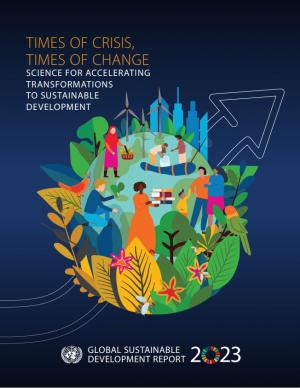 TIMES OF CRISIS,
TIMES OF CHANGE
SCIENCE FOR ACCELERATING
TRANSFORMATIONS
TO SUSTAINABLE
DEVELOPMENT
GLOBAL SUSTAINABLE
DEVELOPMENT REPORT 2023